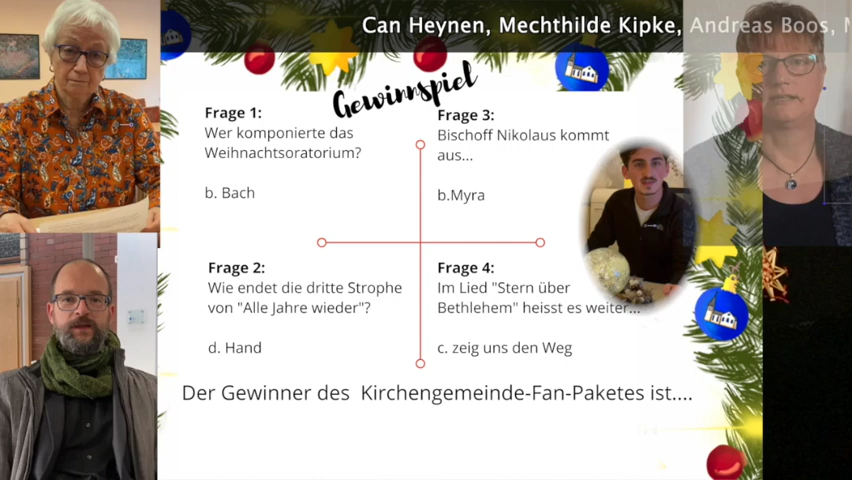 Can Heynen, Mechthilde Kipke, Andreas Boos,
Gewinnspiel
Frage 1:
Wer komponierte das
Weihnachtsoratorium?
b. Bach
Frage 3:
Bischoff Nikolaus kommt
aus...
b.Myra
Frage 2:
Wie endet die dritte Strophe
von "Alle Jahre wieder"?
d. Hand
Frage 4:
Im Lied "Stern über
Bethlehem" heisst es weiter...
c. zeig uns den Weg
Der Gewinner des Kirchengemeinde-Fan-Paketes ist....